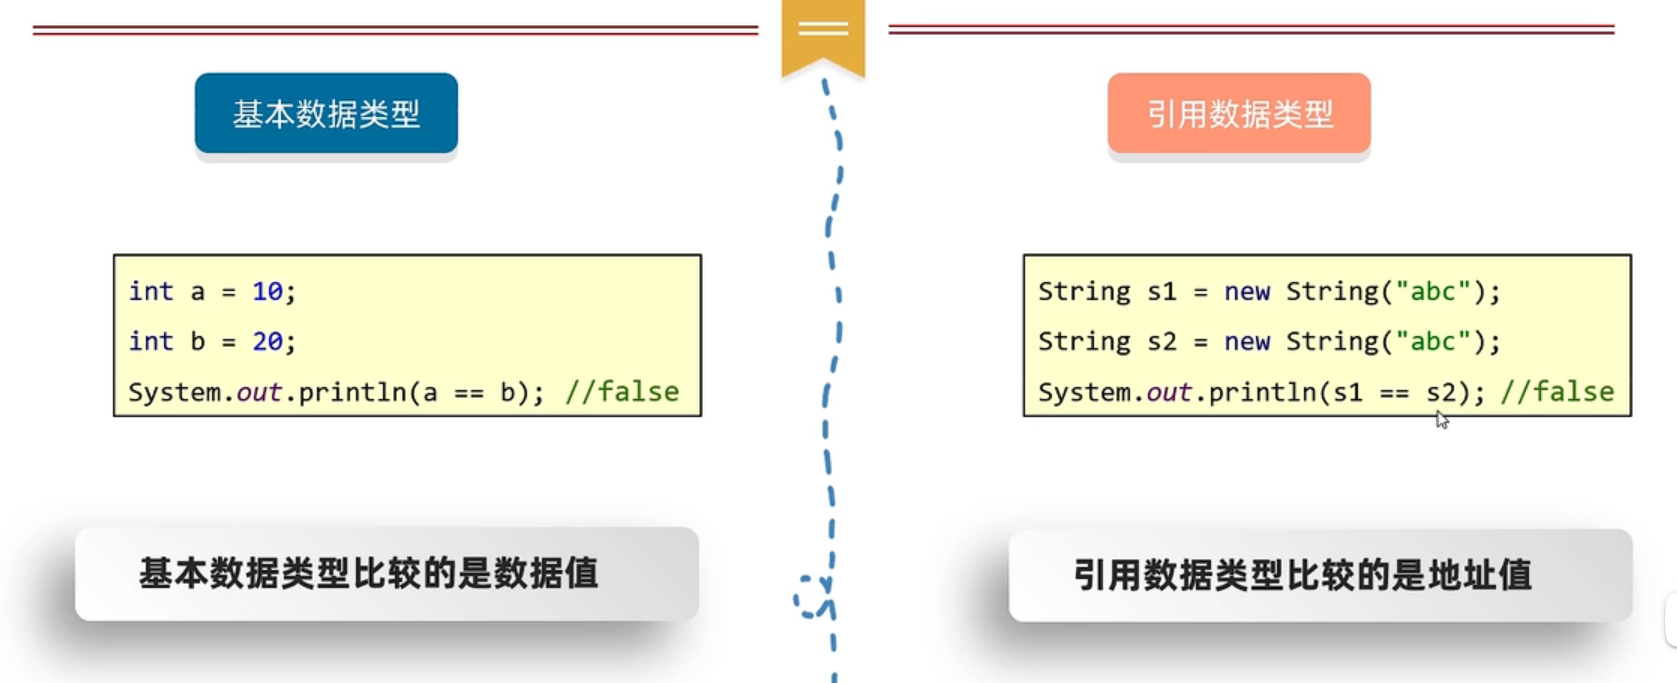 基本数据类型
int a = 10;
int b = 20;
System.out.println(a == b); //false
基本数据类型比较的是数据值
引用数据类型
String s1 = new String("abc");
String s2 = new String("abc");
System.out.println(s1 == s2); //false
引用数据类型比较的是地址值